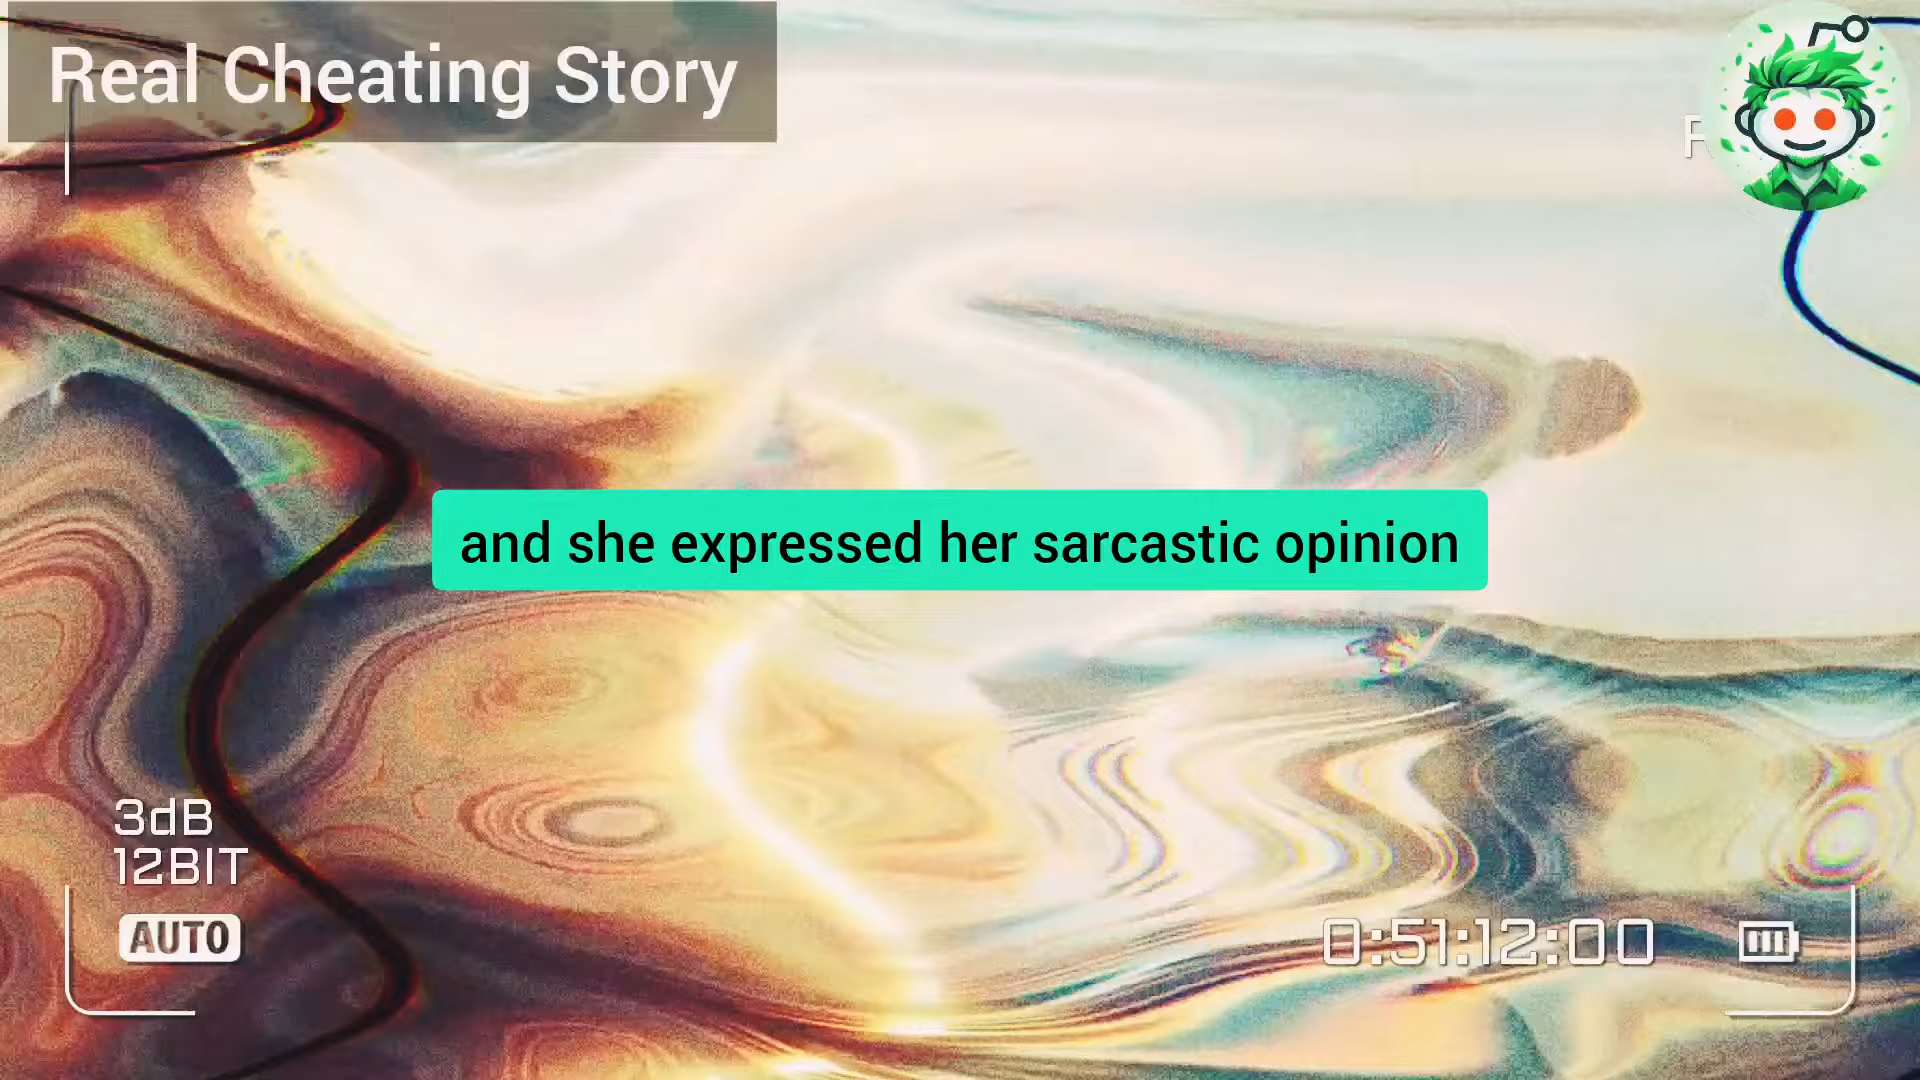 Real Cheating Story
and she expressed her sarcastic opinion
3dB
12BIT
AUTO
0:51:12:00